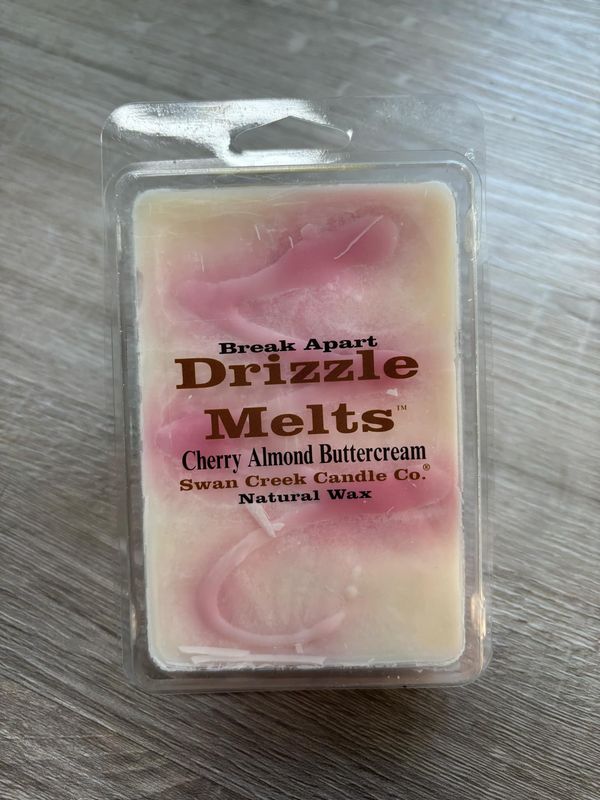 Break Apart
Drizzle
Melts™
Cherry Almond Buttercream
Swan Creek Candle Co.®
Natural Wax